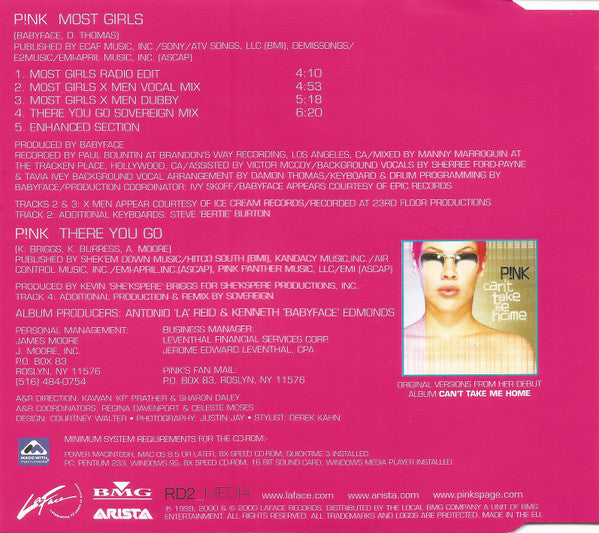 P!NK MOST GIRLS
(BABYFACE, D. THOMAS)
PUBLISHED BY ECAF MUSIC, INC./SONY/ATV SONGS, LLC (BMI), DEMISSONGS/
E2MUSIC/EMI-APRIL MUSIC, INC. (ASCAP)
1. MOST GIRLS RADIO EDIT 4:10
2. MOST GIRLS X MEN VOCAL MIX 4:53
3. MOST GIRLS X MEN DUBBY 5:18
4. THERE YOU GO SOVEREIGN MIX 6:20
5. ENHANCED SECTION
PRODUCED BY BABYFACE
RECORDED BY PAUL BOUNTIN AT BRANDON'S WAY RECORDING, LOS ANGELES, CA/MIXED BY MANNY MARROQUIN AT
THE TRACKEN PLACE, HOLLYWOOD, CA/ASSISTED BY VICTOR MCCOY/BACKGROUND VOCALS BY SHERREE FORD-PAYNE
& TAVIA IVEY BACKGROUND VOCAL ARRANGEMENT BY DAMON THOMAS/KEYBOARD & DRUM PROGRAMMING BY
BABYFACE/PRODUCTION COORDINATOR: IVY SKOFF/BABYFACE APPEARS COURTESY OF EPIC RECORDS
TRACKS 2 & 3: X MEN APPEAR COURTESY OF ICE CREAM RECORDS/RECORDED AT 23RD FLOOR PRODUCTIONS
TRACK 2: ADDITIONAL KEYBOARDS: STEVE 'BERTIE' BURTON
P!NK THERE YOU GO
(K. BRIGGS, K. BURRESS, A. MOORE)
PUBLISHED BY SHEK'EM DOWN MUSIC/HITCO SOUTH (BMI), KANDACY MUSIC,INC./AIR
CONTROL MUSIC, INC./EMI-APRIL,INC.(ASCAP), PINK PANTHER MUSIC, LLC/EMI (ASCAP)
PRODUCED BY KEVIN 'SHE'KSPERE' BRIGGS FOR SHE'KSPERE PRODUCTIONS, INC.
TRACK 4: ADDITIONAL PRODUCTION & REMIX BY SOVEREIGN
ALBUM PRODUCERS: ANTONIO 'LA' REID & KENNETH 'BABYFACE' EDMONDS
PERSONAL MANAGEMENT:
JAMES MOORE
J. MOORE, INC.
P.O. BOX 83
ROSLYN, NY 11576
(516) 484-0754
BUSINESS MANAGER:
LEVENTHAL FINANCIAL SERVICES CORP.
JEROME EDWARD LEVENTHAL, CPA
P!NK'S FAN MAIL:
P.O. BOX 83, ROSLYN, NY 11576
P!NK
can't
take
me
home
ORIGINAL VERSIONS FROM HER DEBUT
ALBUM CAN'T TAKE ME HOME
A&R DIRECTION: KAWAN 'KP' PRATHER & SHARON DALEY
A&R COORDINATORS: REGINA DAVENPORT & CELESTE MOSES
DESIGN: COURTNEY WALTER • PHOTOGRAPHY: JUSTIN JAY • STYLIST: DEREK KAHN
MINIMUM SYSTEM REQUIREMENTS FOR THE CD-ROM:-
POWER MACINTOSH, MAC OS 8.5 OR LATER, 8X SPEED CD-ROM, QUICKTIME 3 INSTALLED.
PC: PENTIUM 233, WINDOWS 95, 8X SPEED CD-ROM, 16 BIT SOUND CARD, WINDOWS MEDIA PLAYER INSTALLED.
MADE WITH
MACROMEDIA
LaFace
BMG
ARISTA
RD2_MEDIA
www.laface.com
www.arista.com
www.pinkspage.com
℗ 1999, 2000 & © 2000 LAFACE RECORDS. DISTRIBUTED BY THE LOCAL BMG COMPANY A UNIT OF BMG
ENTERTAINMENT. ALL RIGHTS RESERVED. ALL TRADEMARKS AND LOGOS ARE PROTECTED. MADE IN THE EU.